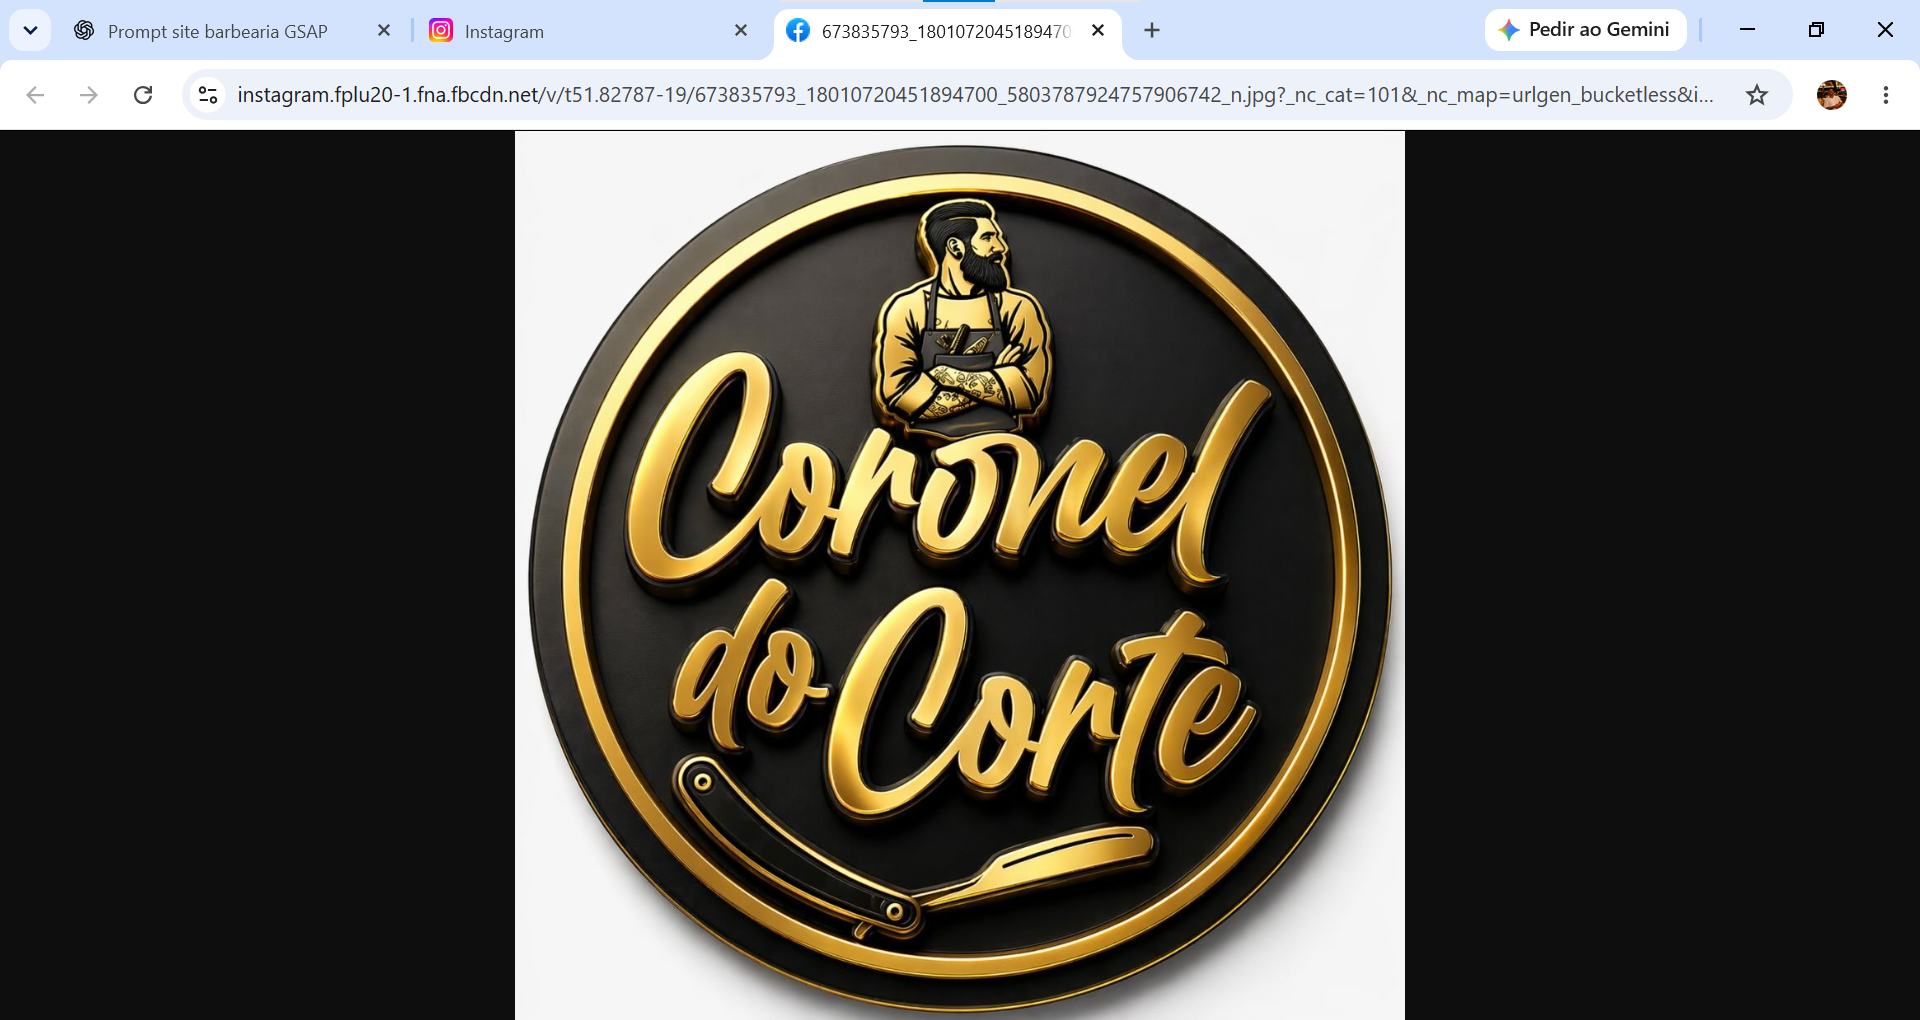 Prompt site barbearia GSAP
Instagram
673835793_1801072045189470
Pedir ao Gemini
instagram.fplu20-1.fna.fbcdn.net/v/t51.82787-19/673835793_18010720451894700_5803787924757906742_n.jpg?_nc_cat=101&_nc_map=urlgen_bucketless&i...
Coronel
do Corte